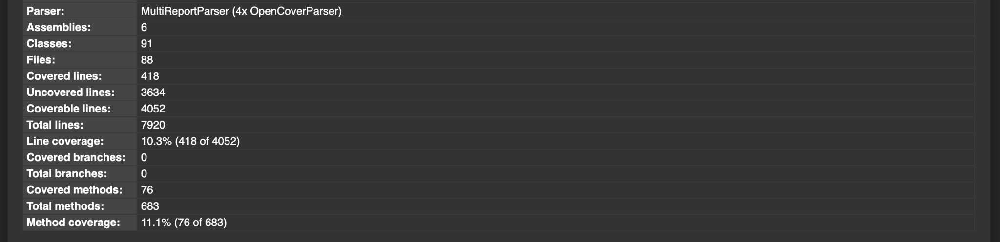 Parser: MultiReportParser (4x OpenCoverParser)
Assemblies: 6
Classes: 91
Files: 88
Covered lines: 418
Uncovered lines: 3634
Coverable lines: 4052
Total lines: 7920
Line coverage: 10.3% (418 of 4052)
Covered branches: 0
Total branches: 0
Covered methods: 76
Total methods: 683
Method coverage: 11.1% (76 of 683)